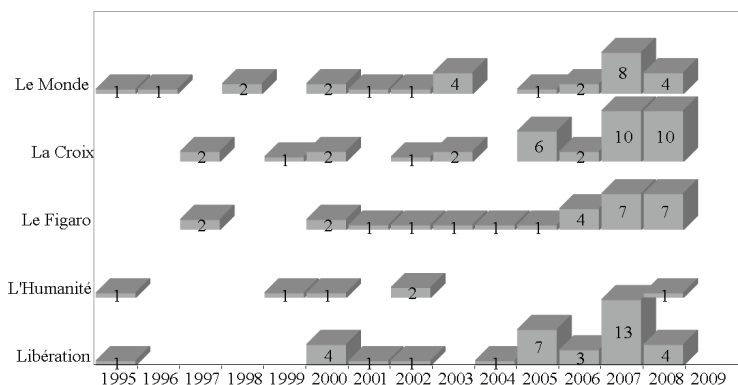 Le Monde 1 1 2 2 1 1 4 1 2 8 4
La Croix 2 1 2 1 2 6 2 10 10
Le Figaro 2 2 1 1 1 1 1 4 7 7
L'Humanité 1 1 1 2 1
Libération 1 4 1 1 1 7 3 13 4
1995 1996 1997 1998 1999 2000 2001 2002 2003 2004 2005 2006 2007 2008 2009